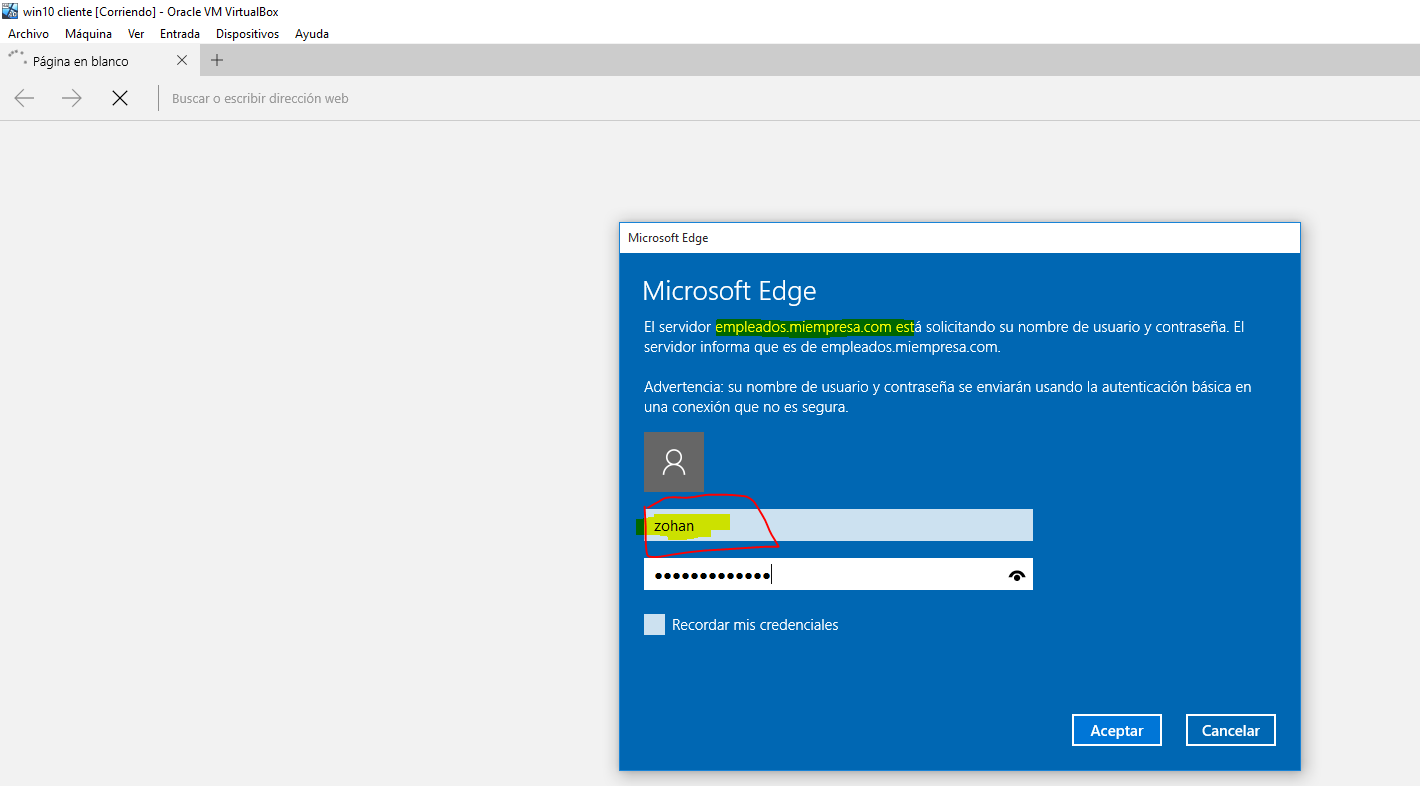 win10 cliente [Corriendo] - Oracle VM VirtualBox
Archivo Máquina Ver Entrada Dispositivos Ayuda
Página en blanco
Buscar o escribir dirección web
Microsoft Edge
Microsoft Edge
El servidor empleados.miempresa.com está solicitando su nombre de usuario y contraseña. El
servidor informa que es de empleados.miempresa.com.
Advertencia: su nombre de usuario y contraseña se enviarán usando la autenticación básica en
una conexión que no es segura.
zohan
●●●●●●●●●●●●●
Recordar mis credenciales
Aceptar Cancelar